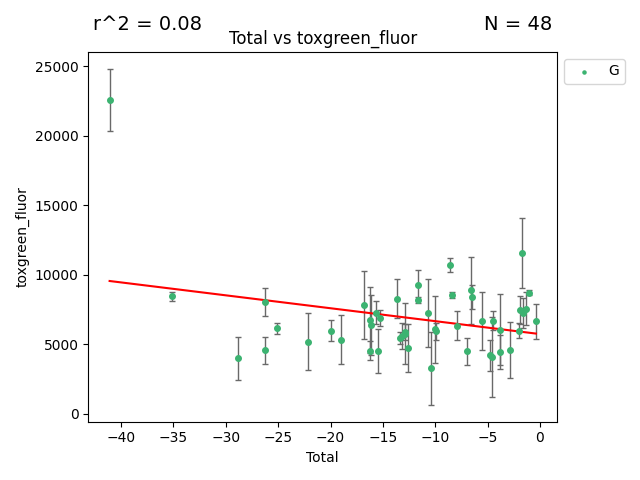 r^2 = 0.08
N = 48
Total vs toxgreen_fluor
G
25000
20000
15000
10000
5000
0
toxgreen_fluor
−40
−35
−30
−25
−20
−15
−10
−5
0
Total